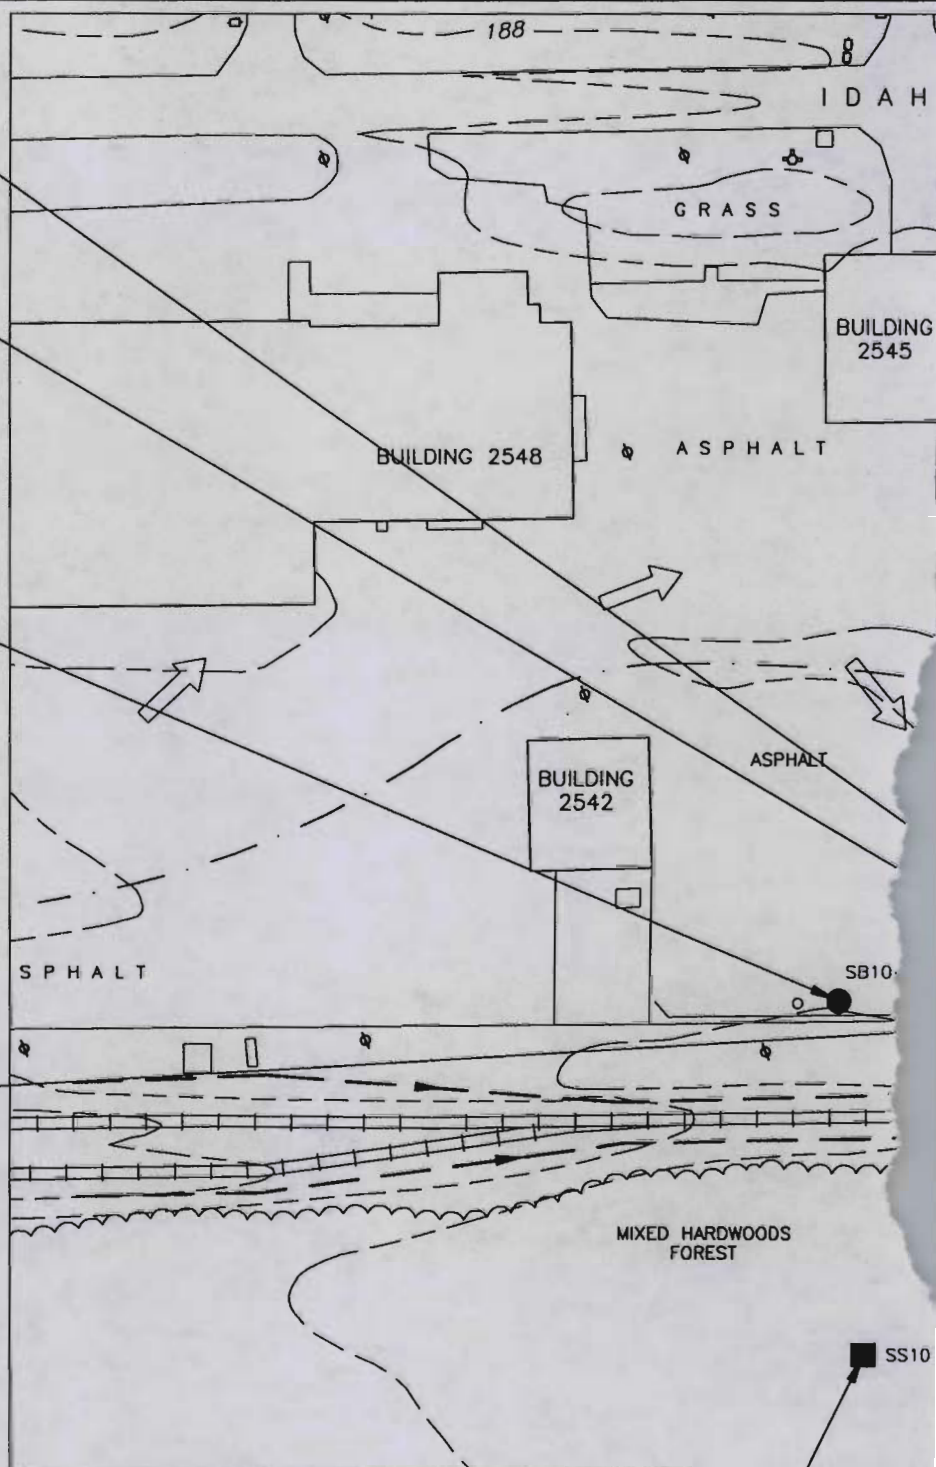 188
IDAH
GRASS
BUILDING
2545
BUILDING 2548
ASPHALT
ASPHALT
BUILDING
2542
SPHALT
SB10
MIXED HARDWOODS
FOREST
SS10